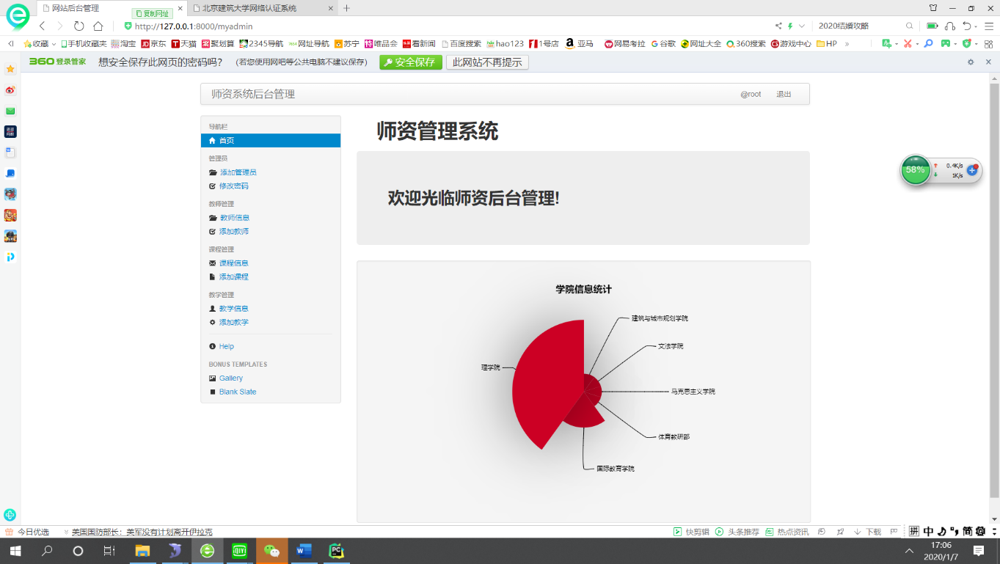 网站后台管理
复制网址
北京建筑大学网络认证系统
http://127.0.0.1:8000/myadmin
2020结婚攻略
收藏 手机收藏夹 淘宝 京东 天猫 聚划算 2345导航 网址导航 苏宁 唯品会 看新闻 百度搜索 hao123 1号店 亚马 网易考拉 谷歌 网址大全 360搜索 游戏中心 HP
360登录管家 想安全保存此网页的密码吗? (若您使用网吧等公共电脑不建议保存) 安全保存 此网站不再提示
师资系统后台管理 @root 退出
导航栏
首页
管理员
添加管理员
修改密码
教师管理
教师信息
添加教师
课程管理
课程信息
添加课程
教学管理
教学信息
添加教学
Help
BONUS TEMPLATES
Gallery
Blank Slate
师资管理系统
欢迎光临师资后台管理!
58%
0.4K/s
1K/s
学院信息统计
建筑与城市规划学院
文法学院
理学院
马克思主义学院
体育教研部
国际教育学院
今日优选 美国国防部长：美军没有计划离开伊拉克
快剪辑 头条推荐 热点资讯 下载
拼 中 简
17:06
2020/1/7